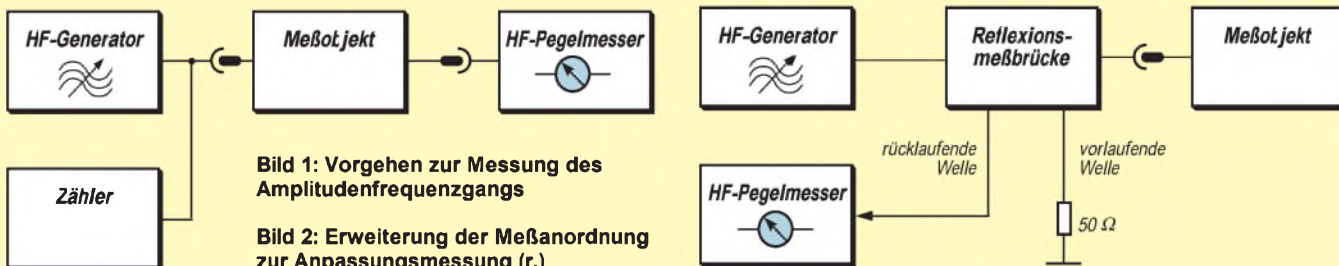 HF-Generator
Meßobjekt
HF-Pegelmesser
Zähler
Bild 1: Vorgehen zur Messung des
Amplitudenfrequenzgangs
Bild 2: Erweiterung der Meßanordnung
zur Anpassungsmessung (r.)
HF-Generator
Reflexions-
meßbrücke
Meßobjekt
rücklaufende
Welle
vorlaufende
Welle
HF-Pegelmesser
50 Ω